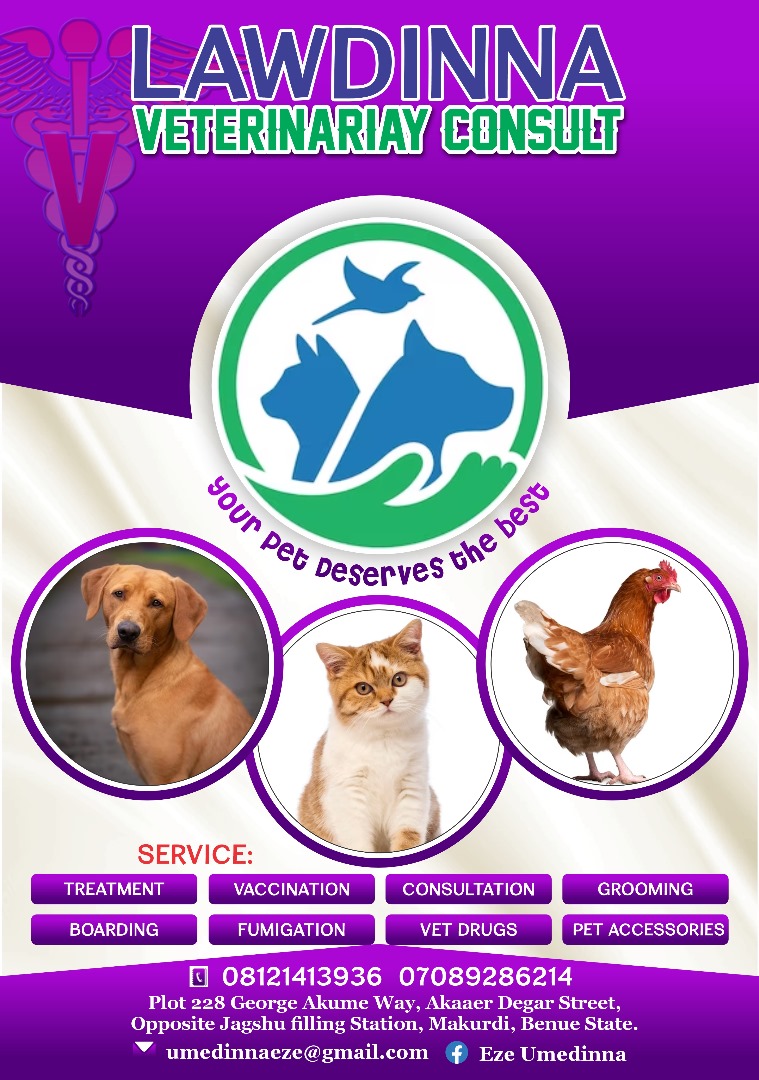 LAWDINNA
VETERINARIAY CONSULT
V
your pet Deserves the best
SERVICE:
TREATMENT VACCINATION CONSULTATION GROOMING
BOARDING FUMIGATION VET DRUGS PET ACCESSORIES
08121413936 07089286214
Plot 228 George Akume Way, Akaaer Degar Street,
Opposite Jagshu filling Station, Makurdi, Benue State.
umedinnaeze@gmail.com f Eze Umedinna